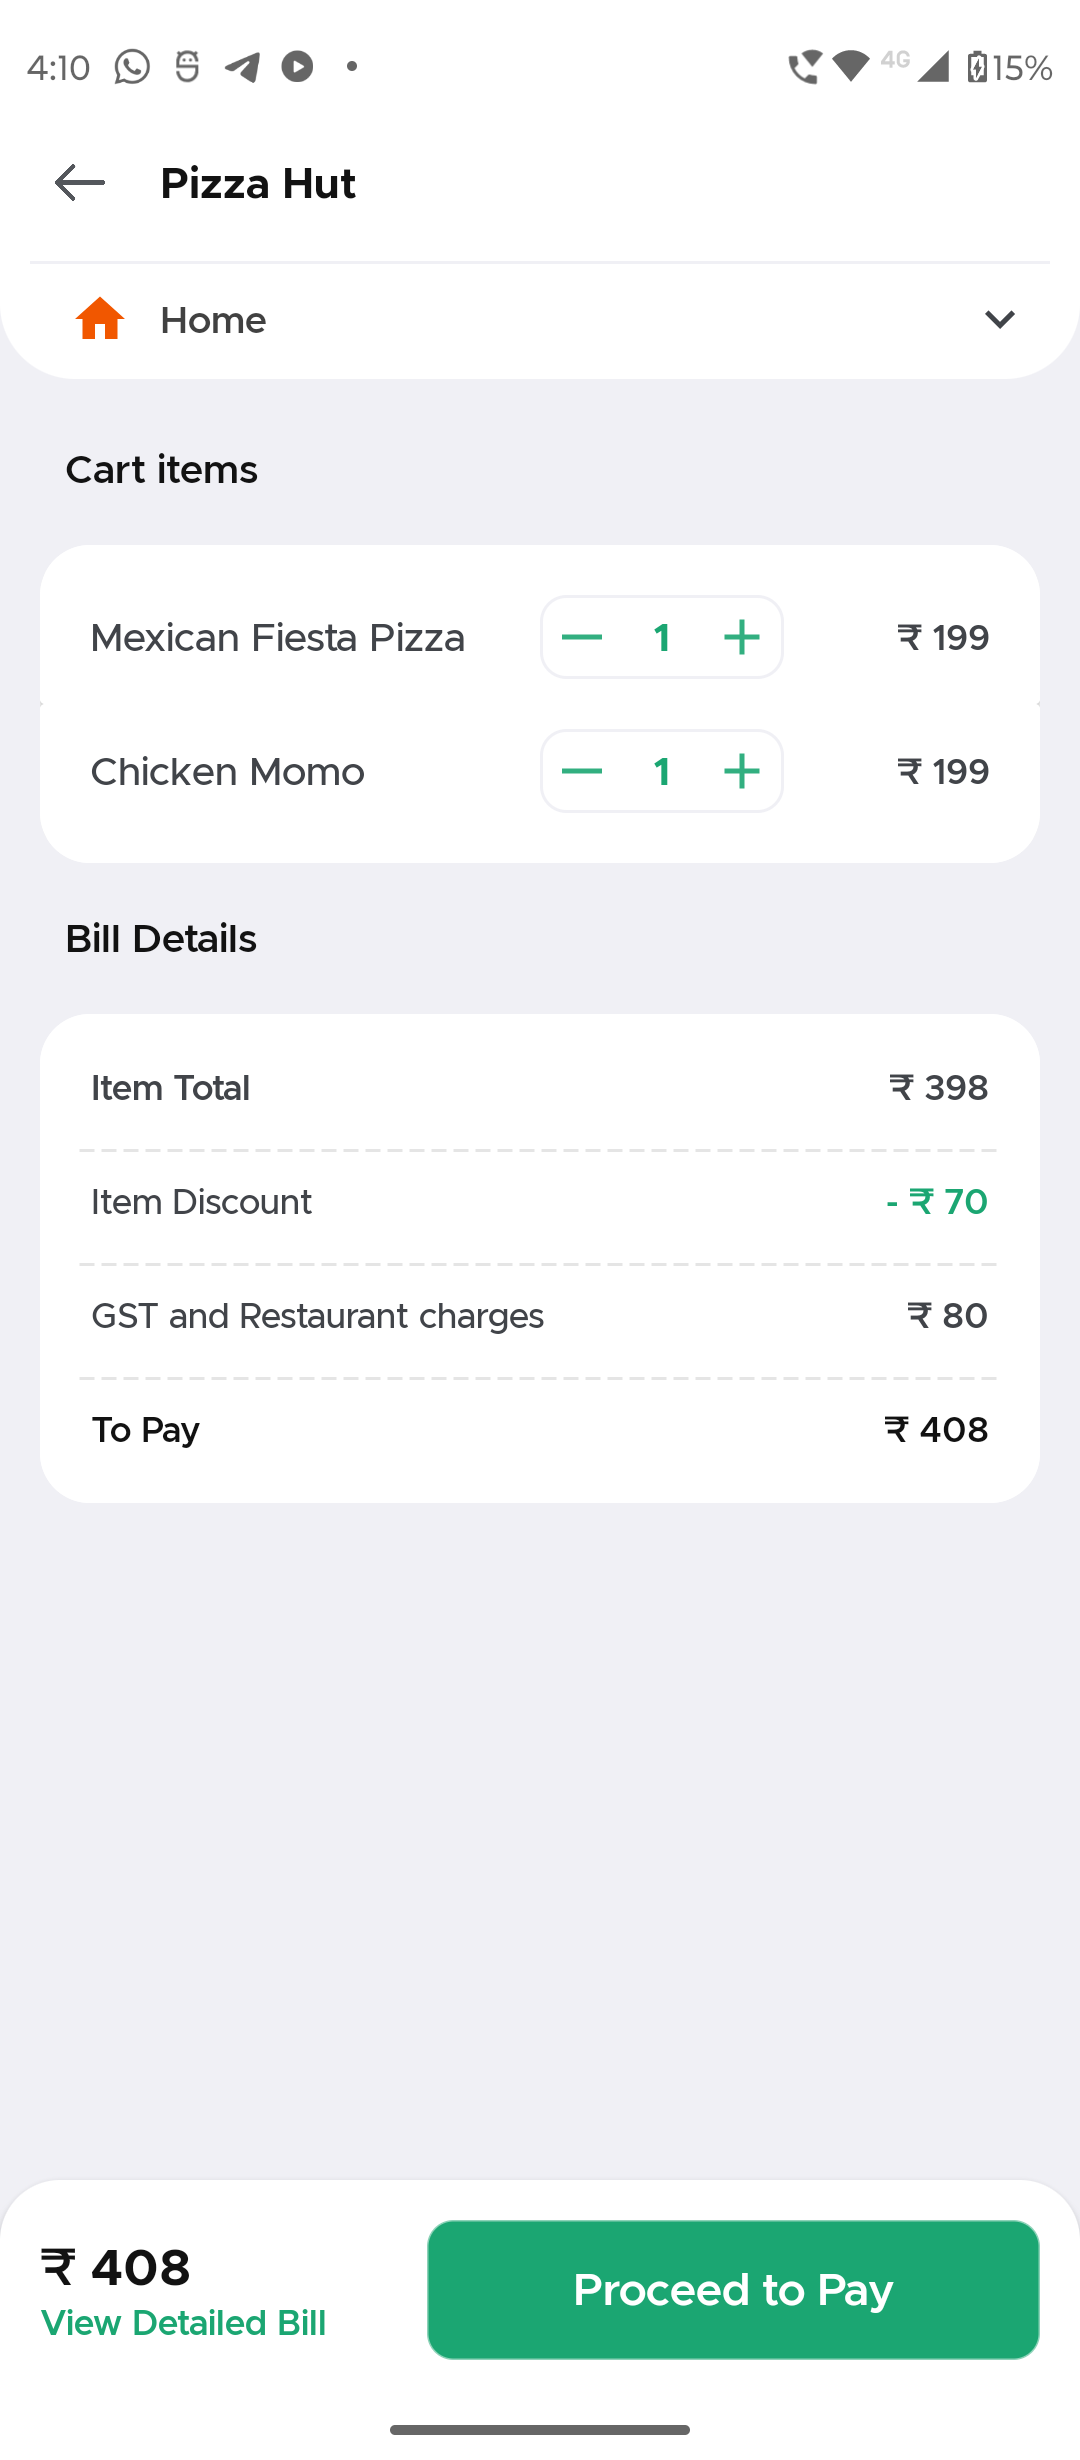 4:10
4G
15%
Pizza Hut
Home
Cart items
Mexican Fiesta Pizza 1 ₹ 199
Chicken Momo 1 ₹ 199
Bill Details
Item Total ₹ 398
Item Discount - ₹ 70
GST and Restaurant charges ₹ 80
To Pay ₹ 408
₹ 408
View Detailed Bill
Proceed to Pay